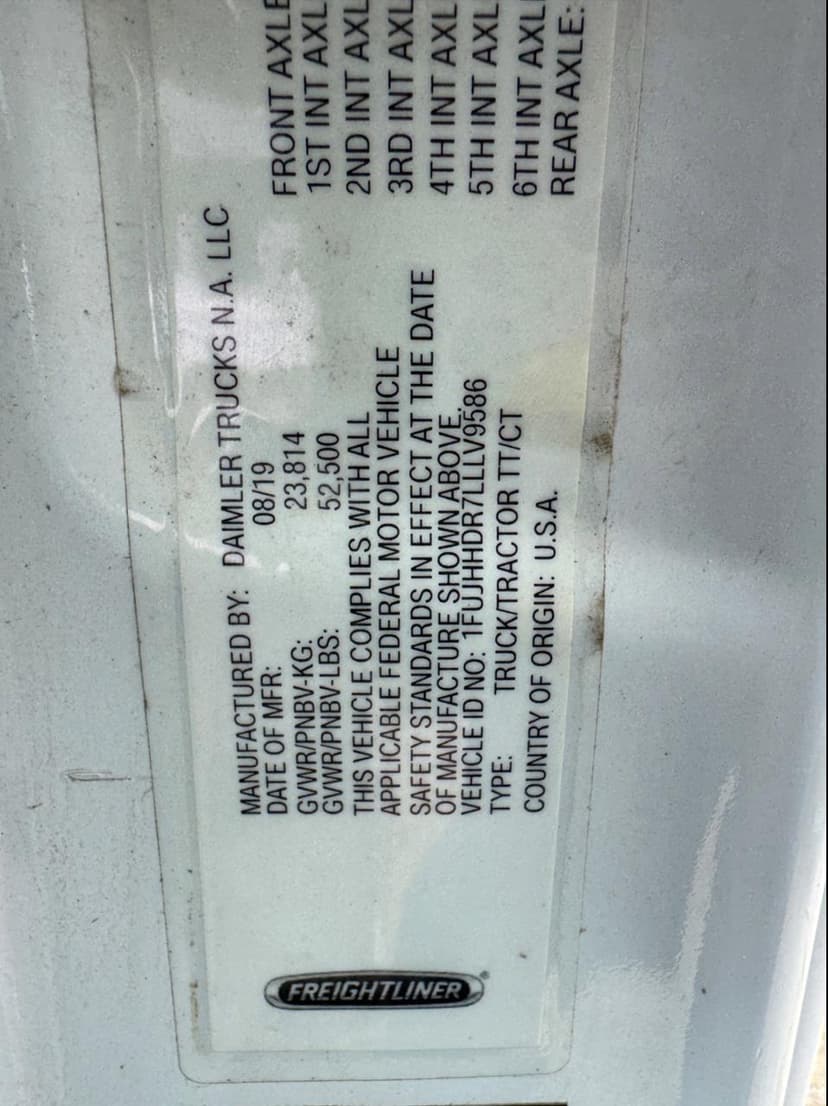 FREIGHTLINER
MANUFACTURED BY: DAIMLER TRUCKS N.A. LLC
DATE OF MFR: 08/19
GVWR/PNBV-KG: 23,814
GVWR/PNBV-LBS: 52,500
THIS VEHICLE COMPLIES WITH ALL
APPLICABLE FEDERAL MOTOR VEHICLE
SAFETY STANDARDS IN EFFECT AT THE DATE
OF MANUFACTURE SHOWN ABOVE.
VEHICLE ID NO: 1FUJHHDR7LLLV9586
TYPE: TRUCK/TRACTOR TT/CT
COUNTRY OF ORIGIN: U.S.A.
FRONT AXLE
1ST INT AXL
2ND INT AXL
3RD INT AXL
4TH INT AXL
5TH INT AXL
6TH INT AXL
REAR AXLE: